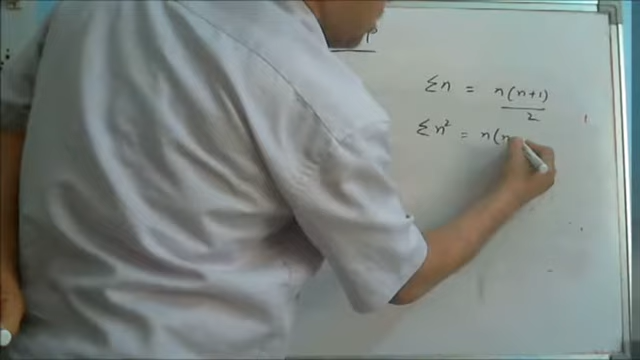 Σn = n(n+1)/2
Σn² = n(n